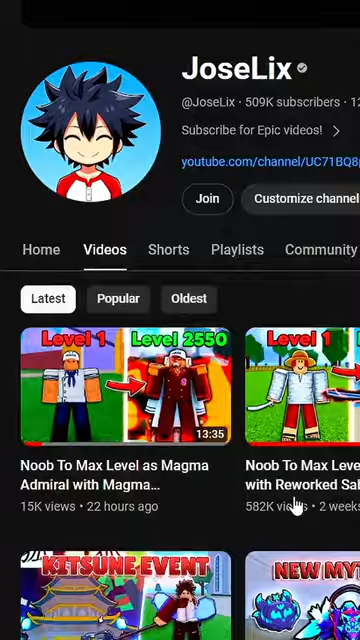 JoseLix
@JoseLix · 509K subscribers · 12
Subscribe for Epic videos!
youtube.com/channel/UC71BQ8
Join
Customize channel
Home Videos Shorts Playlists Community
Latest Popular Oldest
Level 1 Level 2550
13:35
Level 1
Noob To Max Level as Magma
Admiral with Magma...
15K views • 22 hours ago
Noob To Max Leve
with Reworked Sa
582K views • 2 weeks
KITSUNE EVENT
NEW MY